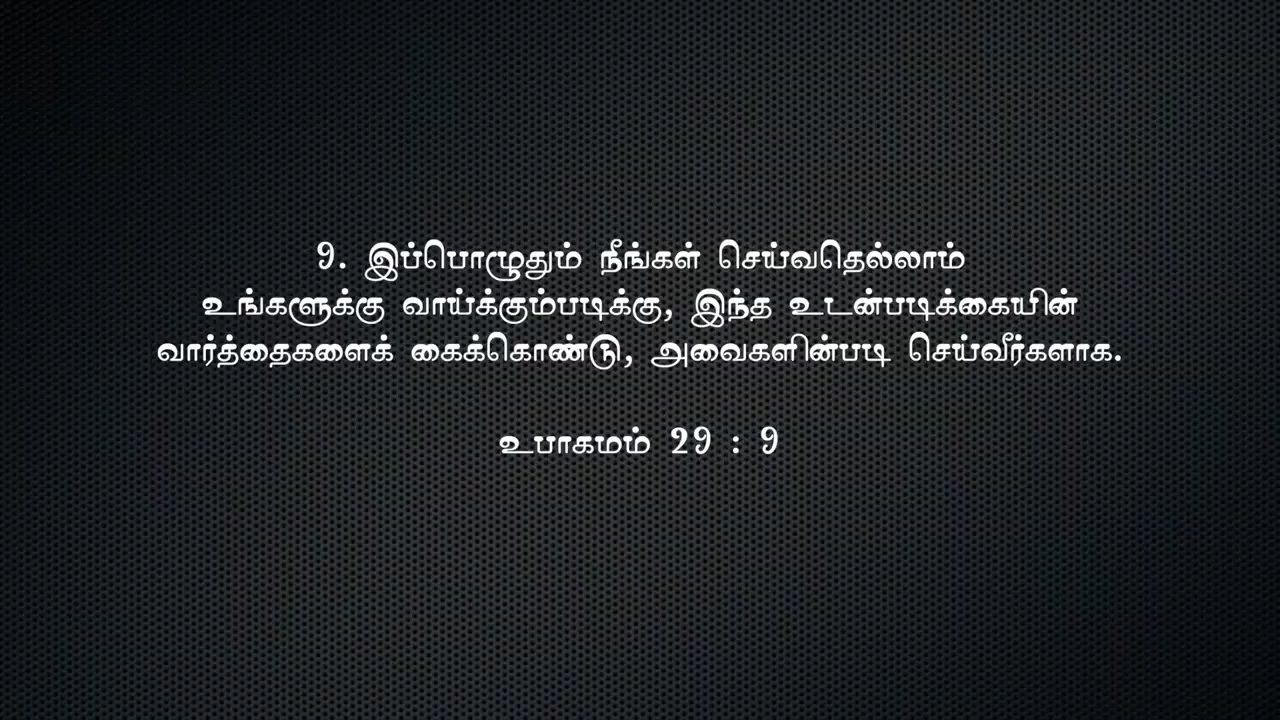 9. இப்பொழுதும் நீங்கள் செய்வதெல்லாம்
உங்களுக்கு வாய்க்கும்படிக்கு, இந்த உடன்படிக்கையின்
வார்த்தைகளைக் கைக்கொண்டு, அவைகளின்படி செய்வீர்களாக.
உபாகமம் 29 : 9